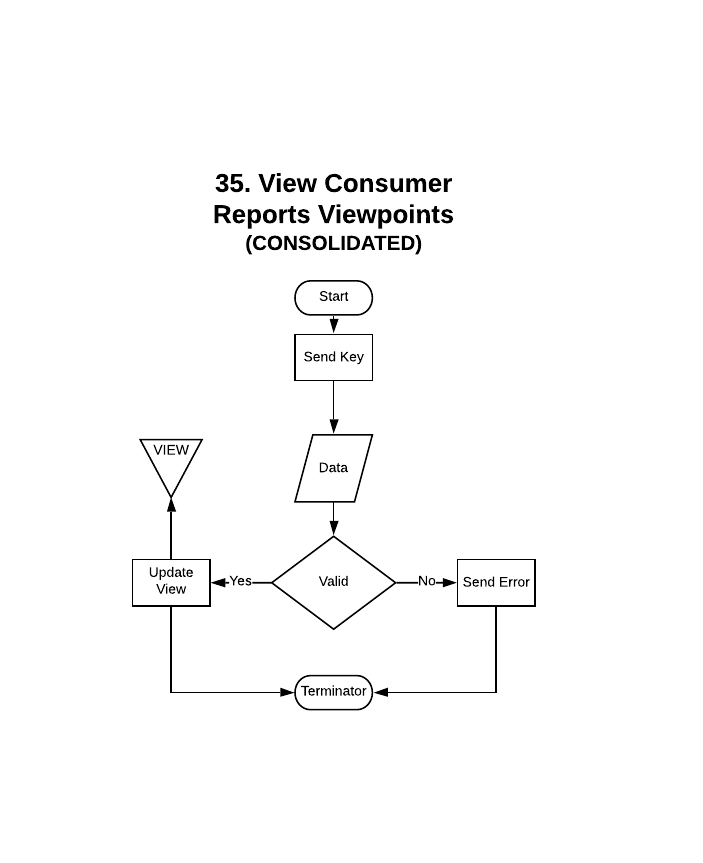 35. View Consumer
Reports Viewpoints
(CONSOLIDATED)
Start
Send Key
VIEW
Data
Update
View
Yes
Valid
No
Send Error
Terminator